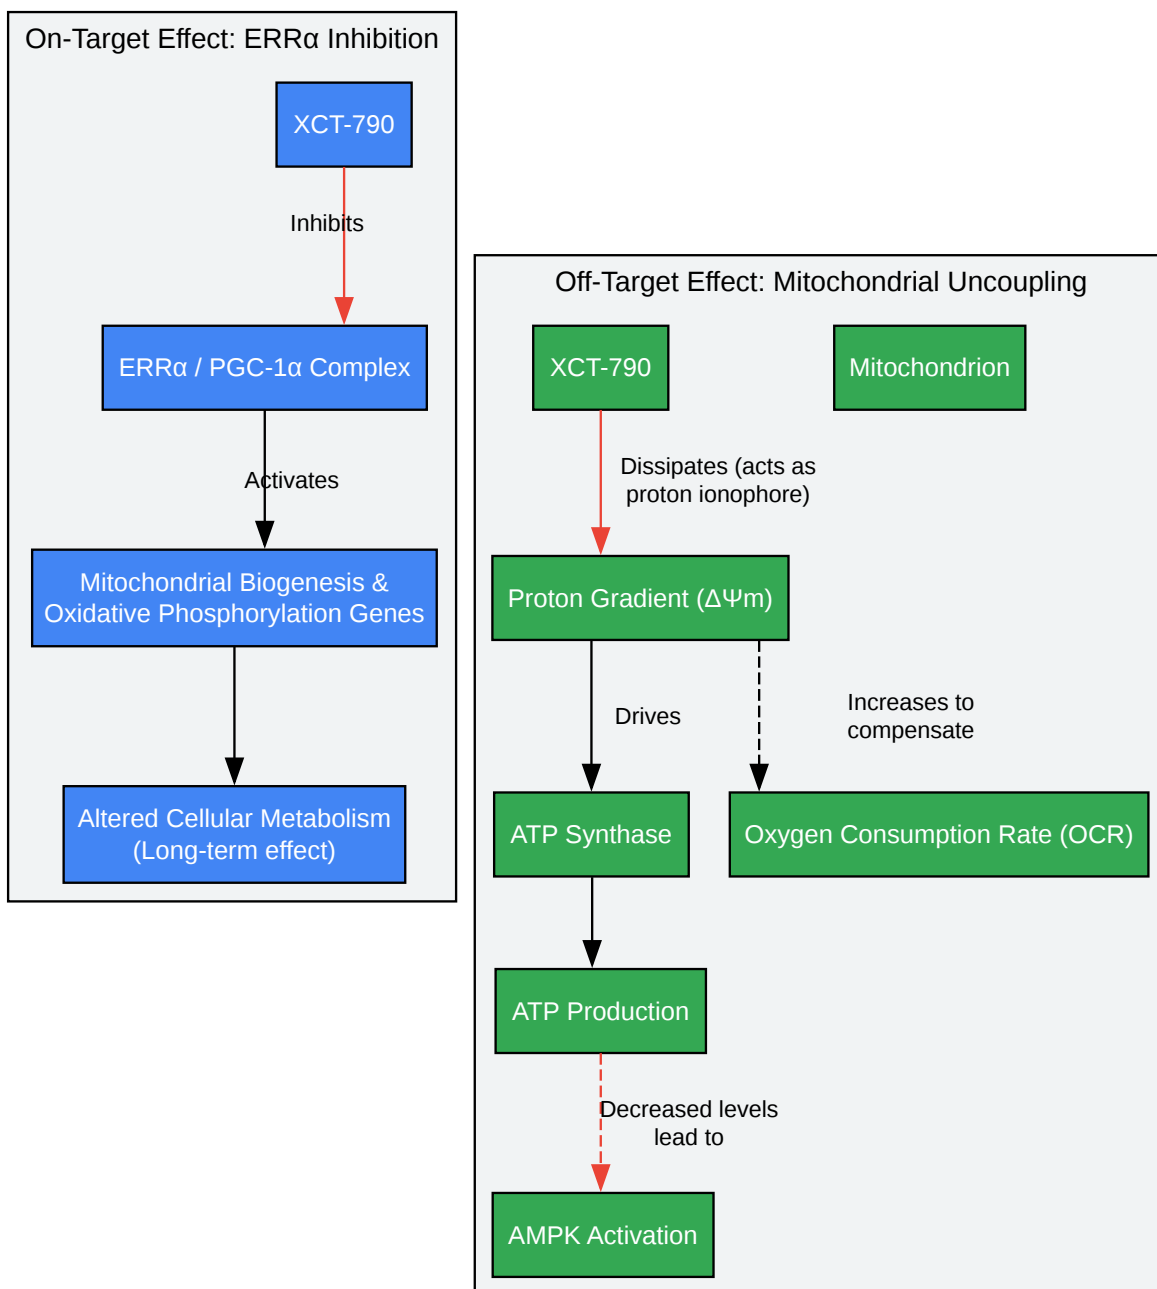 On-Target Effect: ERRα Inhibition
XCT-790
Inhibits
ERRα / PGC-1α Complex
Activates
Mitochondrial Biogenesis &
Oxidative Phosphorylation Genes
Altered Cellular Metabolism
(Long-term effect)
Off-Target Effect: Mitochondrial Uncoupling
XCT-790
Mitochondrion
Dissipates (acts as
proton ionophore)
Proton Gradient (ΔΨm)
Drives
Increases to
compensate
ATP Synthase
Oxygen Consumption Rate (OCR)
ATP Production
Decreased levels
lead to
AMPK Activation